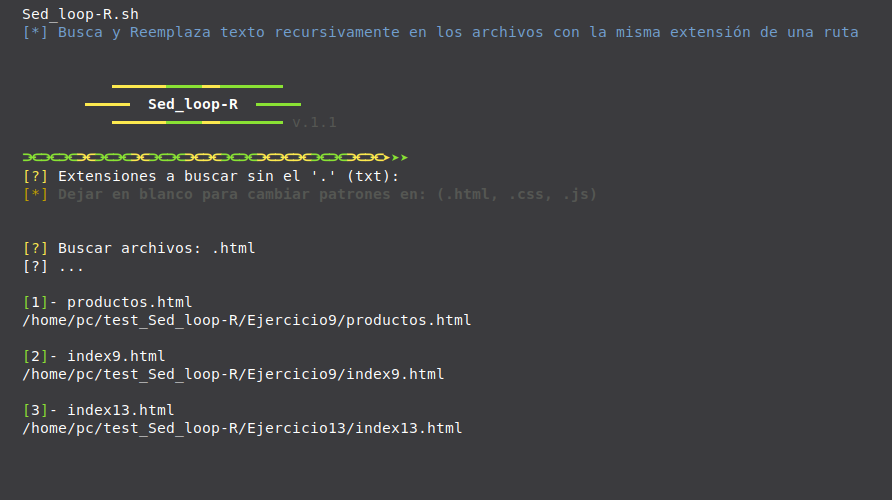 Sed_loop-R.sh
[*] Busca y Reemplaza texto recursivamente en los archivos con la misma extensión de una ruta
Sed_loop-R
v.1.1
[?] Extensiones a buscar sin el '.' (txt):
[*] Dejar en blanco para cambiar patrones en: (.html, .css, .js)
[?] Buscar archivos: .html
[?] ...
[1]- productos.html
/home/pc/test_Sed_loop-R/Ejercicio9/productos.html
[2]- index9.html
/home/pc/test_Sed_loop-R/Ejercicio9/index9.html
[3]- index13.html
/home/pc/test_Sed_loop-R/Ejercicio13/index13.html